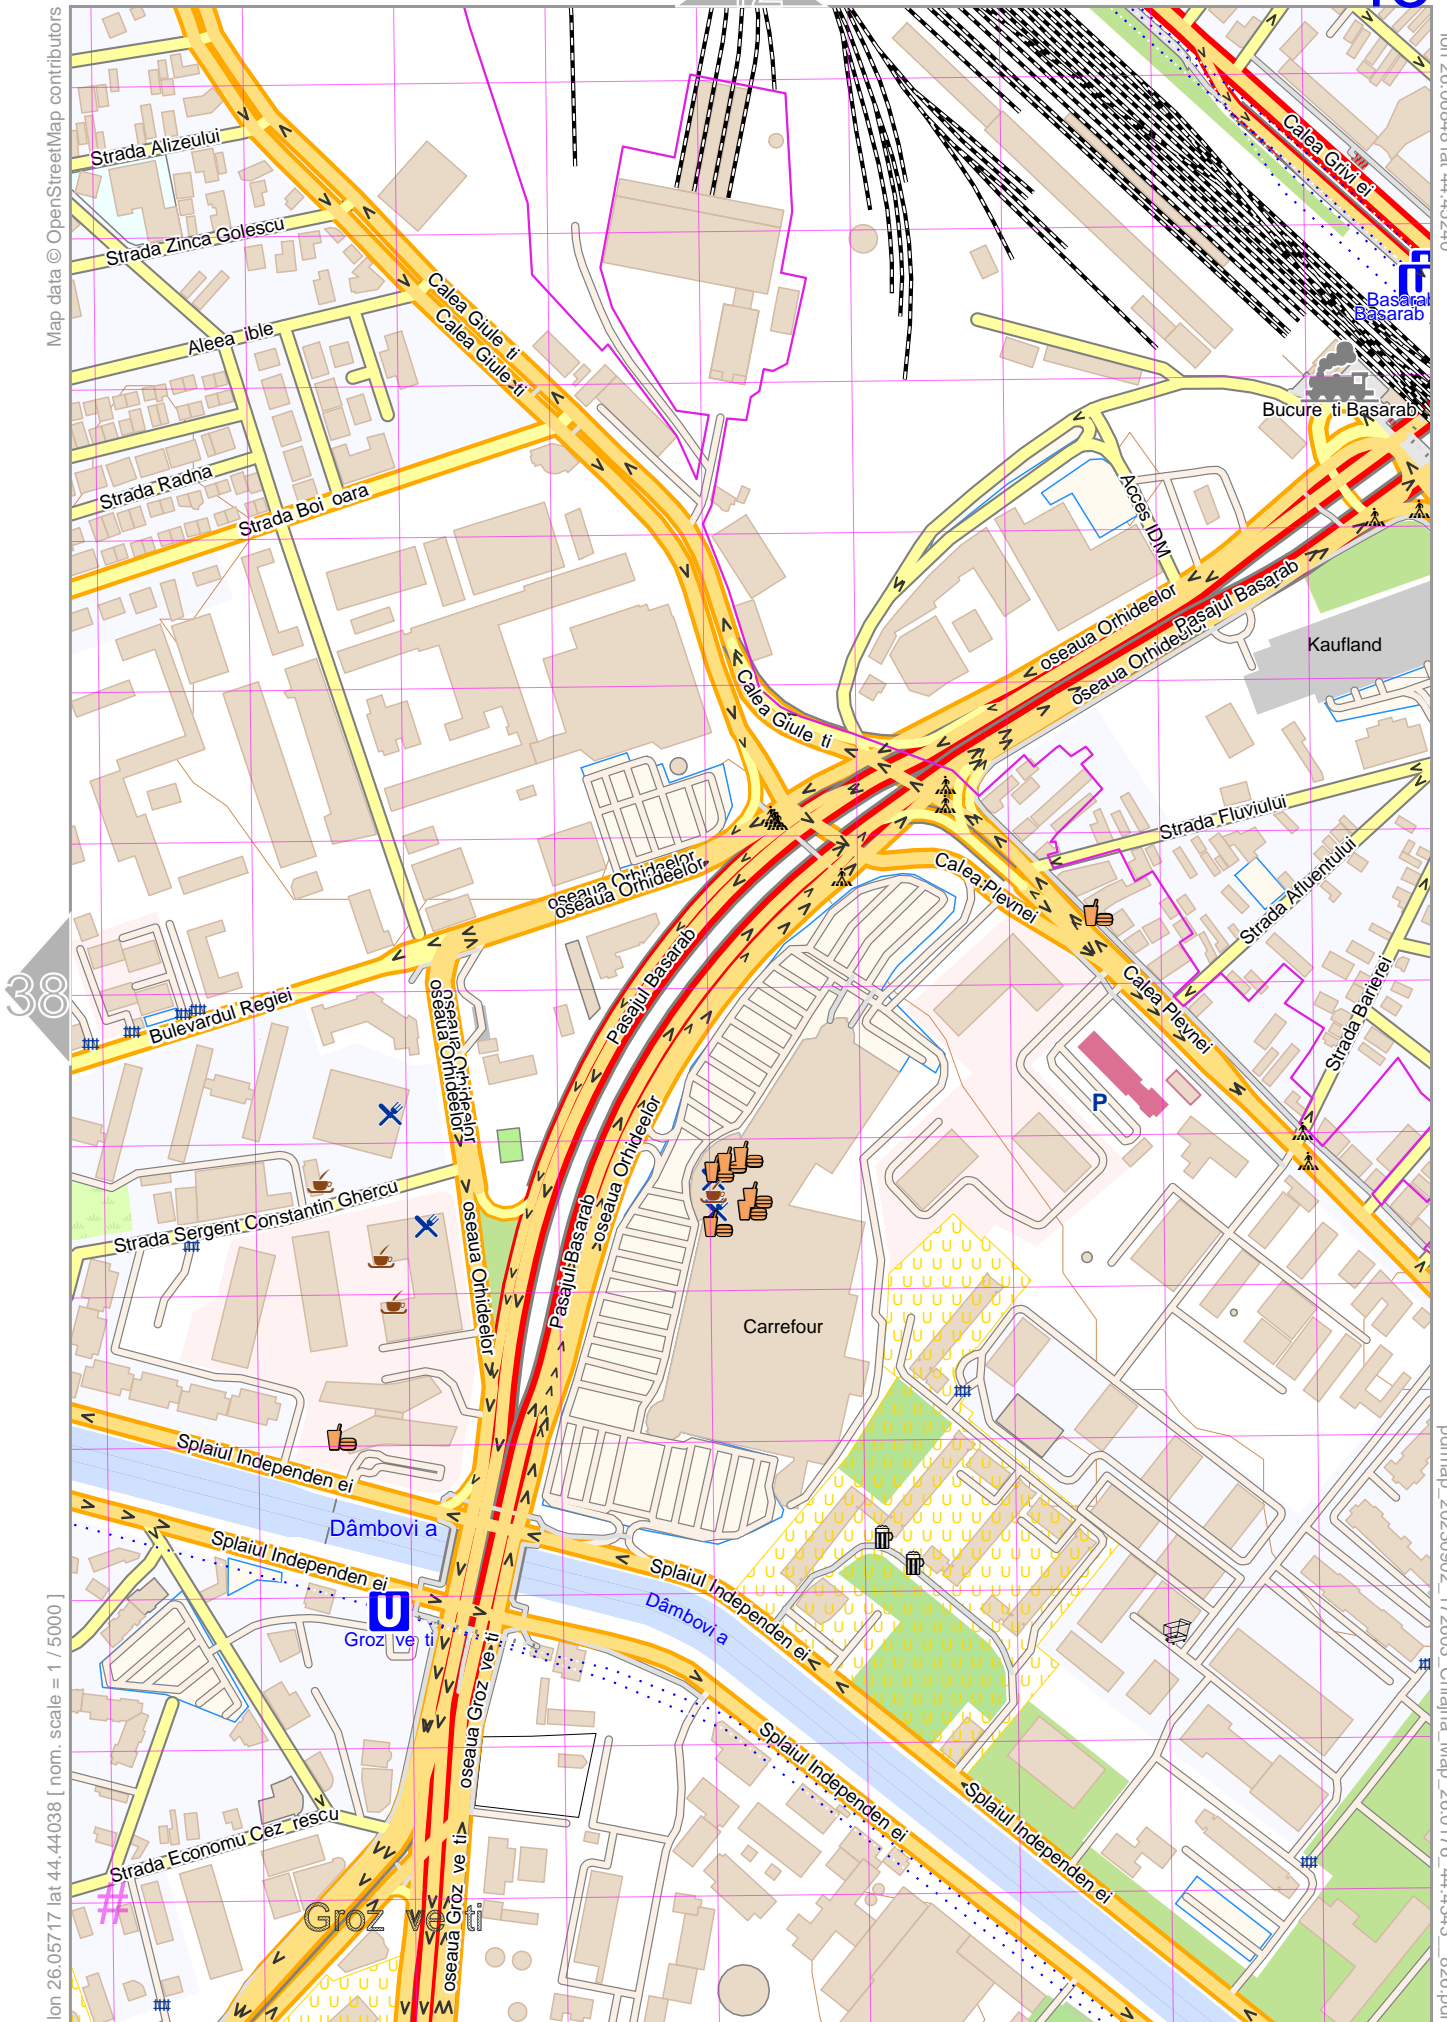 Map data © OpenStreetMap contributors
Calea Grivi ei
Strada Alizeului
Strada Zinca Golescu
Calea Giule ti
Calea Giule ti
Basarab
Basarab
Aleea ible
Bucure ti Basarab
Strada Radna
Strada Boi oara
Acces IDM
oseaua Orhideelor
Pasajul Basarab
oseaua Orhideelor
Kaufland
Calea Giule ti
Strada Fluviului
oseaua Orhideelor
oseaua Orhideelor
Calea Plevnei
Strada Afluentului
38
Pasajul Basarab
Calea Plevnei
Strada Barierei
Bulevardul Regiei
oseaua Orhideelor
oseaua Orhideelor
P
oseaua Orhideelor
Strada Sergent Constantin Ghercu
oseaua Orhideelor
Pasajul Basarab
Carrefour
Splaiul Independen ei
Dâmbovi a
Splaiul Independen ei
Splaiul Independen ei
Dâmbovi a
U
Groz ve ti
oseaua Groz ve ti
Splaiul Independen ei
Splaiul Independen ei
Strada Economu Cez rescu
oseaua Groz ve ti
Groz ve ti
lon 26.05717 lat 44.44038 [ nom. scale = 1 / 5000 ]